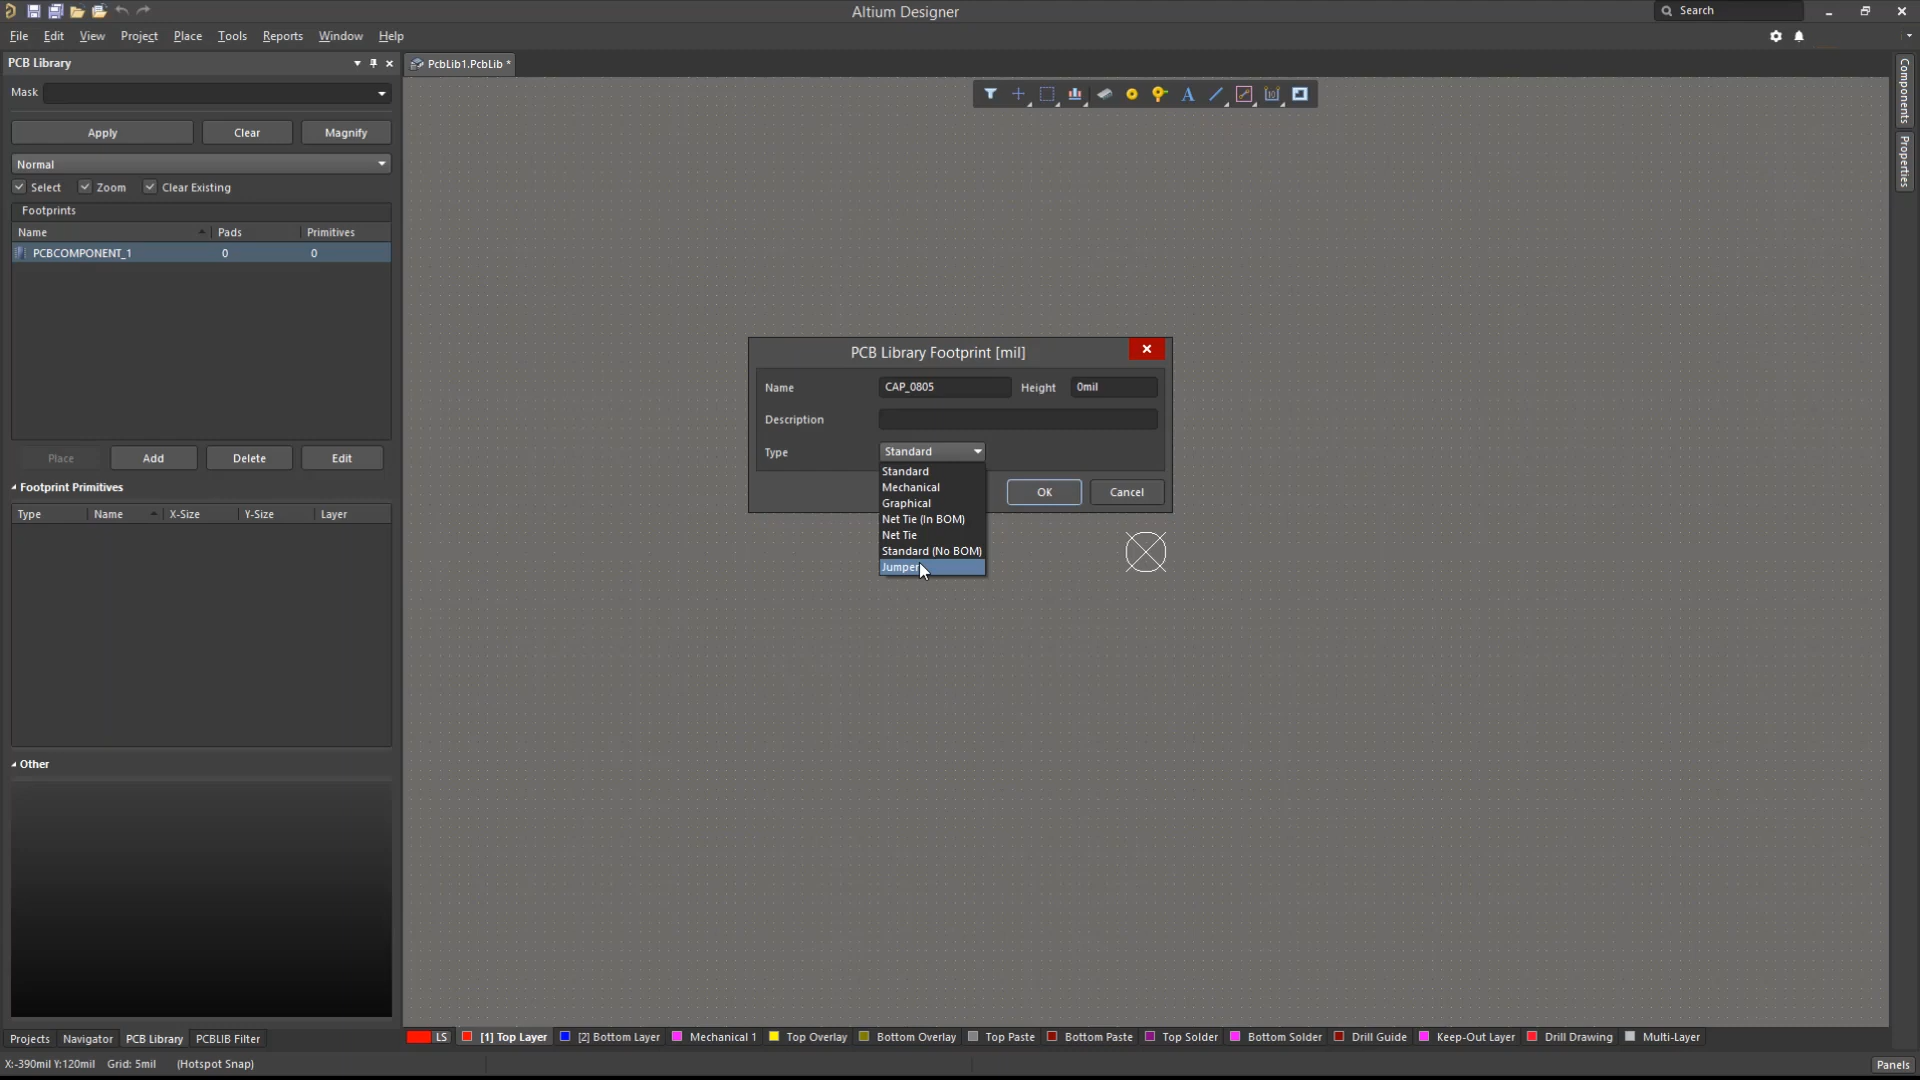 Altium Designer
Search
File Edit View Project Place Tools Reports Window Help
PCB Library
PcbLib1.PcbLib *
Mask
Apply Clear Magnify
Normal
Select Zoom Clear Existing
Footprints
Name Pads Primitives
PCBCOMPONENT_1 0 0
Place Add Delete Edit
Footprint Primitives
Type Name X-Size Y-Size Layer
Other
PCB Library Footprint [mil]
Name CAP_0805 Height 0mil
Description
Type Standard
Standard
Mechanical
Graphical
Net Tie (In BOM)
Net Tie
Standard (No BOM)
Jumper
OK Cancel
A
10
Components
Properties
Projects Navigator PCB Library PCBLIB Filter
LS [1] Top Layer [2] Bottom Layer Mechanical 1 Top Overlay Bottom Overlay Top Paste Bottom Paste Top Solder Bottom Solder Drill Guide Keep-Out Layer Drill Drawing Multi-Layer
X:-390mil Y:120mil Grid: 5mil (Hotspot Snap)
Panels